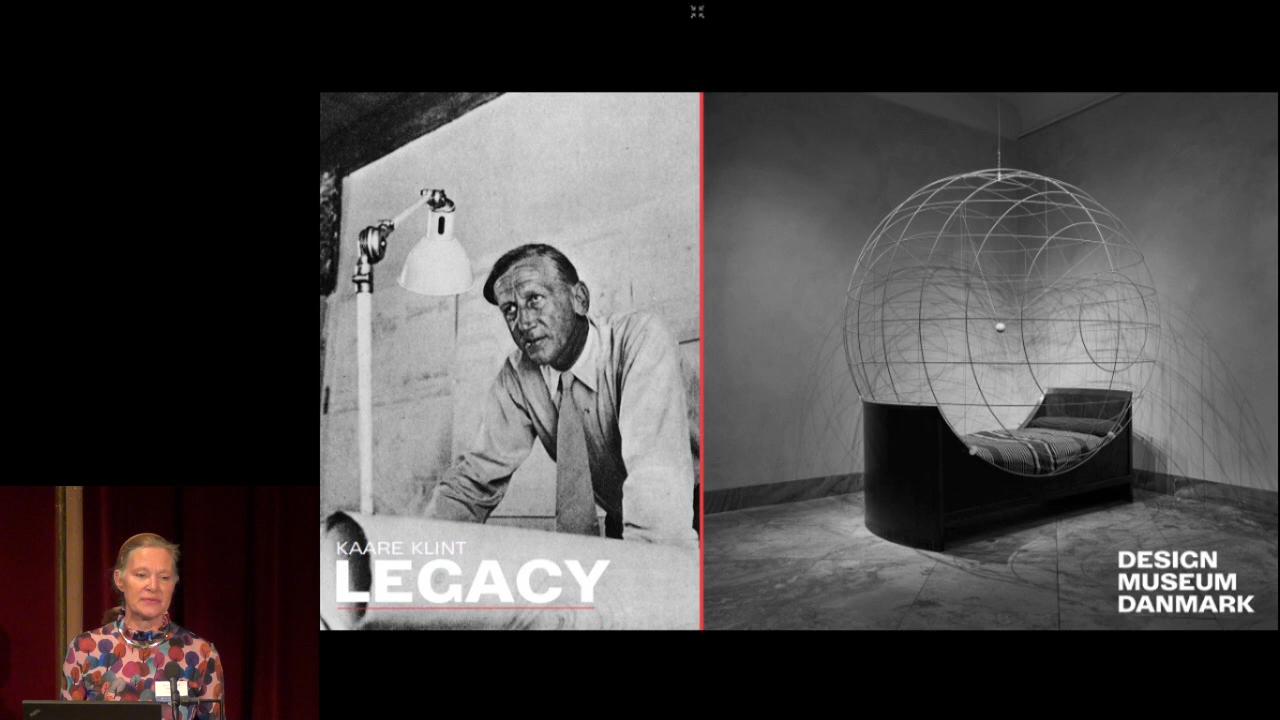 KAARE KLINT
LEGACY
DESIGN
MUSEUM
DANMARK